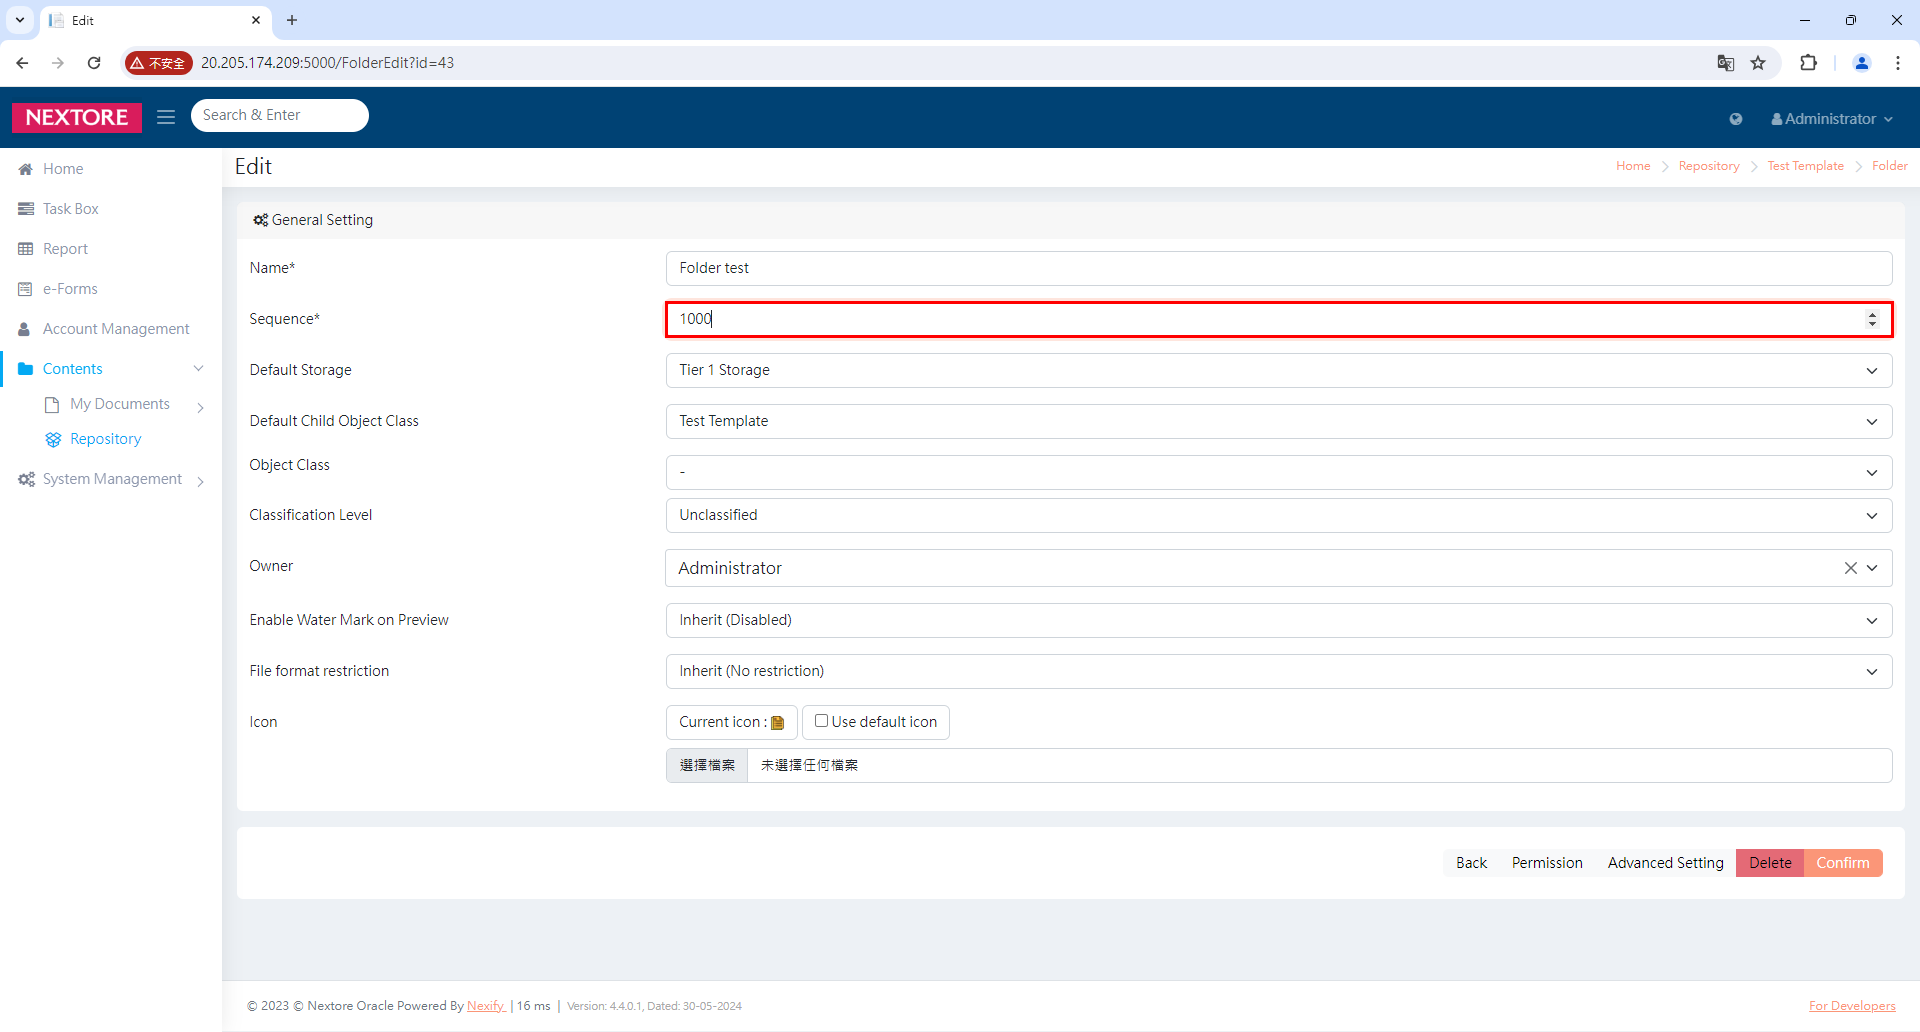 Edit
不安全
20.205.174.209:5000/FolderEdit?id=43
NEXTORE
Search & Enter
Administrator
Home
Task Box
Report
e-Forms
Account Management
Contents
My Documents
Repository
System Management
Edit
Home > Repository > Test Template > Folder
General Setting
Name*
Folder test
Sequence*
1000
Default Storage
Tier 1 Storage
Default Child Object Class
Test Template
Object Class
-
Classification Level
Unclassified
Owner
Administrator
Enable Water Mark on Preview
Inherit (Disabled)
File format restriction
Inherit (No restriction)
Icon
Current icon :
Use default icon
選擇檔案
未選擇任何檔案
Back
Permission
Advanced Setting
Delete
Confirm
© 2023 © Nextore Oracle Powered By Nexify | 16 ms | Version: 4.4.0.1, Dated: 30-05-2024
For Developers